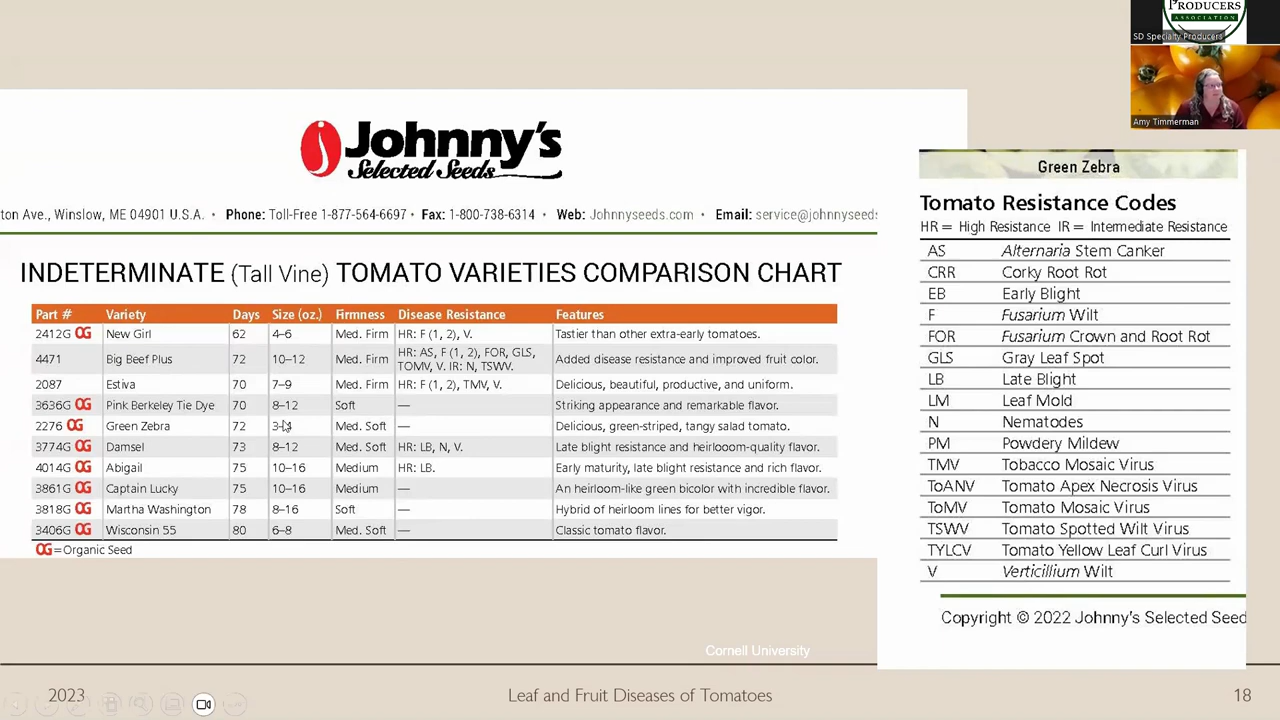 PRODUCERS
ASSOCIATION
SD Specialty Producers
Amy Timmerman
Johnny's
Selected Seeds
ton Ave., Winslow, ME 04901 U.S.A. • Phone: Toll-Free 1-877-564-6697 • Fax: 1-800-738-6314 • Web: Johnnyseeds.com • Email: service@johnnyseeds
INDETERMINATE (Tall Vine) TOMATO VARIETIES COMPARISON CHART
Part # Variety Days Size (oz.) Firmness Disease Resistance Features
2412G OG New Girl 62 4–6 Med. Firm HR: F (1, 2), V. Tastier than other extra-early tomatoes.
4471 Big Beef Plus 72 10–12 Med. Firm HR: AS, F (1, 2), FOR, GLS, TOMV, V. IR: N, TSWV. Added disease resistance and improved fruit color.
2087 Estiva 70 7–9 Med. Firm HR: F (1, 2), TMV, V. Delicious, beautiful, productive, and uniform.
3636G OG Pink Berkeley Tie Dye 70 8–12 Soft — Striking appearance and remarkable flavor.
2276 OG Green Zebra 72 3–4 Med. Soft — Delicious, green-striped, tangy salad tomato.
3774G OG Damsel 73 8–12 Med. Soft HR: LB, N, V. Late blight resistance and heirlooom-quality flavor.
4014G OG Abigail 75 10–16 Medium HR: LB. Early maturity, late blight resistance and rich flavor.
3861G OG Captain Lucky 75 10–16 Medium — An heirloom-like green bicolor with incredible flavor.
3818G OG Martha Washington 78 8–16 Soft — Hybrid of heirloom lines for better vigor.
3406G OG Wisconsin 55 80 6–8 Med. Soft — Classic tomato flavor.
OG=Organic Seed
Green Zebra
Tomato Resistance Codes
HR = High Resistance IR = Intermediate Resistance
AS Alternaria Stem Canker
CRR Corky Root Rot
EB Early Blight
F Fusarium Wilt
FOR Fusarium Crown and Root Rot
GLS Gray Leaf Spot
LB Late Blight
LM Leaf Mold
N Nematodes
PM Powdery Mildew
TMV Tobacco Mosaic Virus
ToANV Tomato Apex Necrosis Virus
ToMV Tomato Mosaic Virus
TSWV Tomato Spotted Wilt Virus
TYLCV Tomato Yellow Leaf Curl Virus
V Verticillium Wilt
Copyright © 2022 Johnny's Selected Seed
Cornell University
2023 Leaf and Fruit Diseases of Tomatoes 18